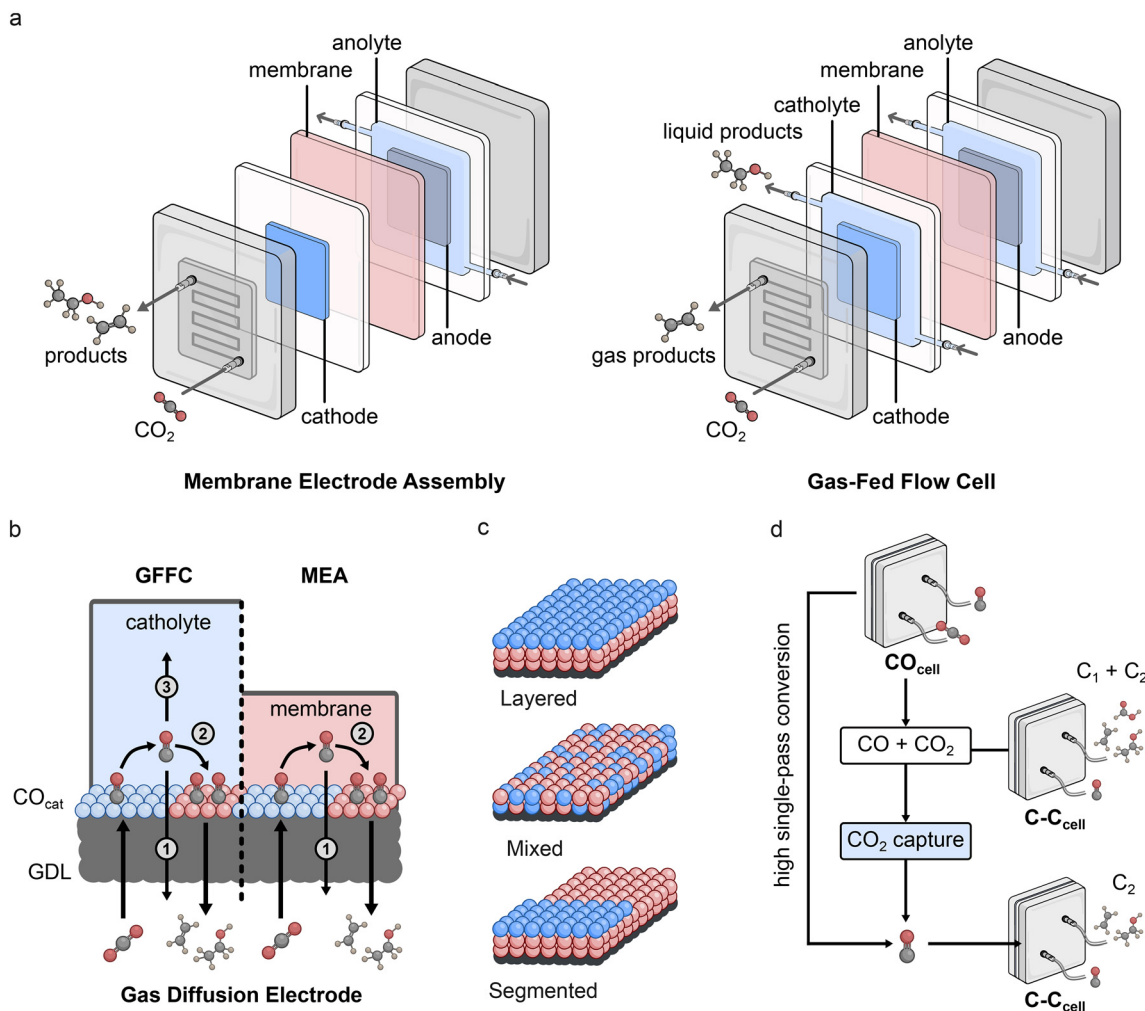 a
anolyte
membrane
anode
products
cathode
CO₂
Membrane Electrode Assembly
anolyte
membrane
catholyte
liquid products
gas products
anode
cathode
CO₂
Gas-Fed Flow Cell
b
GFFC
MEA
catholyte
3
2
membrane
2
COcat
1
1
GDL
Gas Diffusion Electrode
c
Layered
Mixed
Segmented
d
high single-pass conversion
COcell
C₁ + C₂
CO + CO₂
C-Ccell
CO₂ capture
C₂
C-Ccell